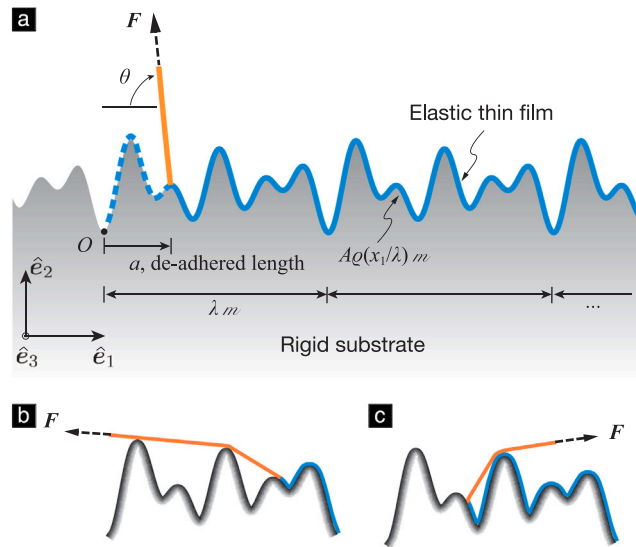 a
F
θ
Elastic thin film
O
a, de-adhered length
Aϱ(x₁/λ) m
ê₂
λ m
...
ê₃
ê₁
Rigid substrate
b
c
F
F